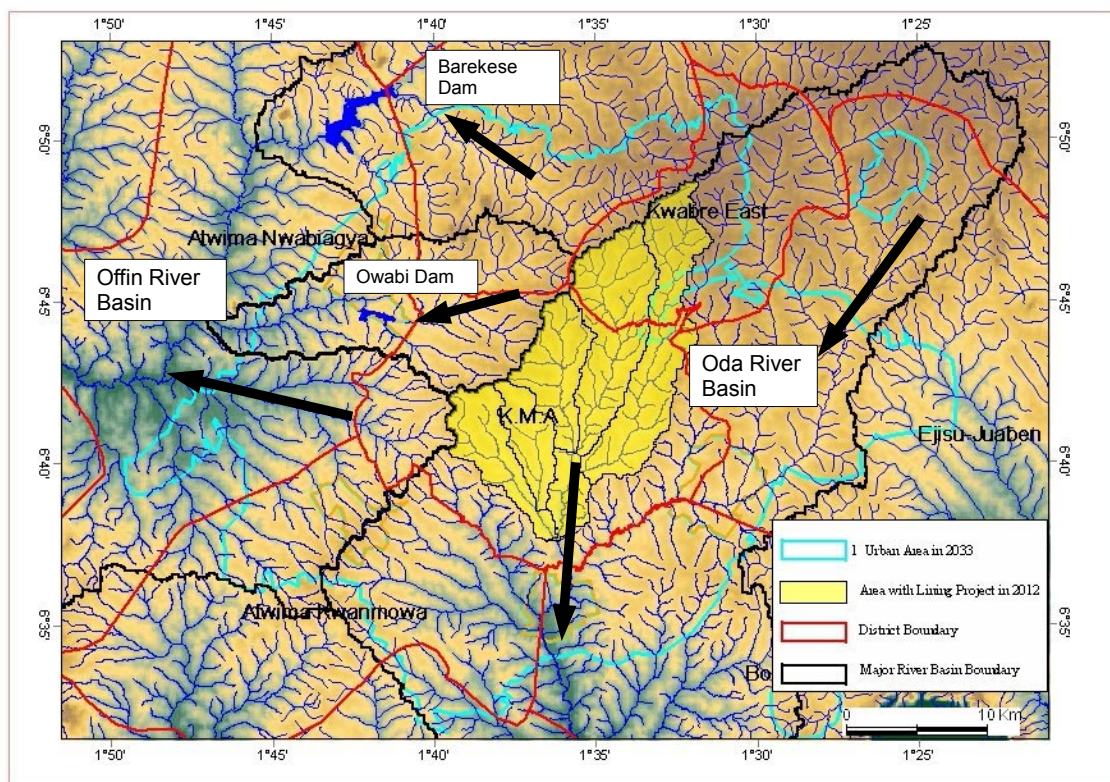 1°50' 1°45' 1°40' 1°35' 1°30' 1°25'
Barekese
Dam
6°50' 6°50'
Kwabre East
Atwima Nwabiagya
Offin River
Basin
Owabi Dam
6°45' 6°45'
Oda River
Basin
K.M.A
Ejisu-Juaben
6°40' 6°40'
1 Urban Area in 2033
Area with Lining Project in 2012
Atwima Kwanmowa
6°35' 6°35'
District Boundary
Bo
Major River Basin Boundary
0 10 Km
1°50' 1°45' 1°40' 1°35' 1°30' 1°25'